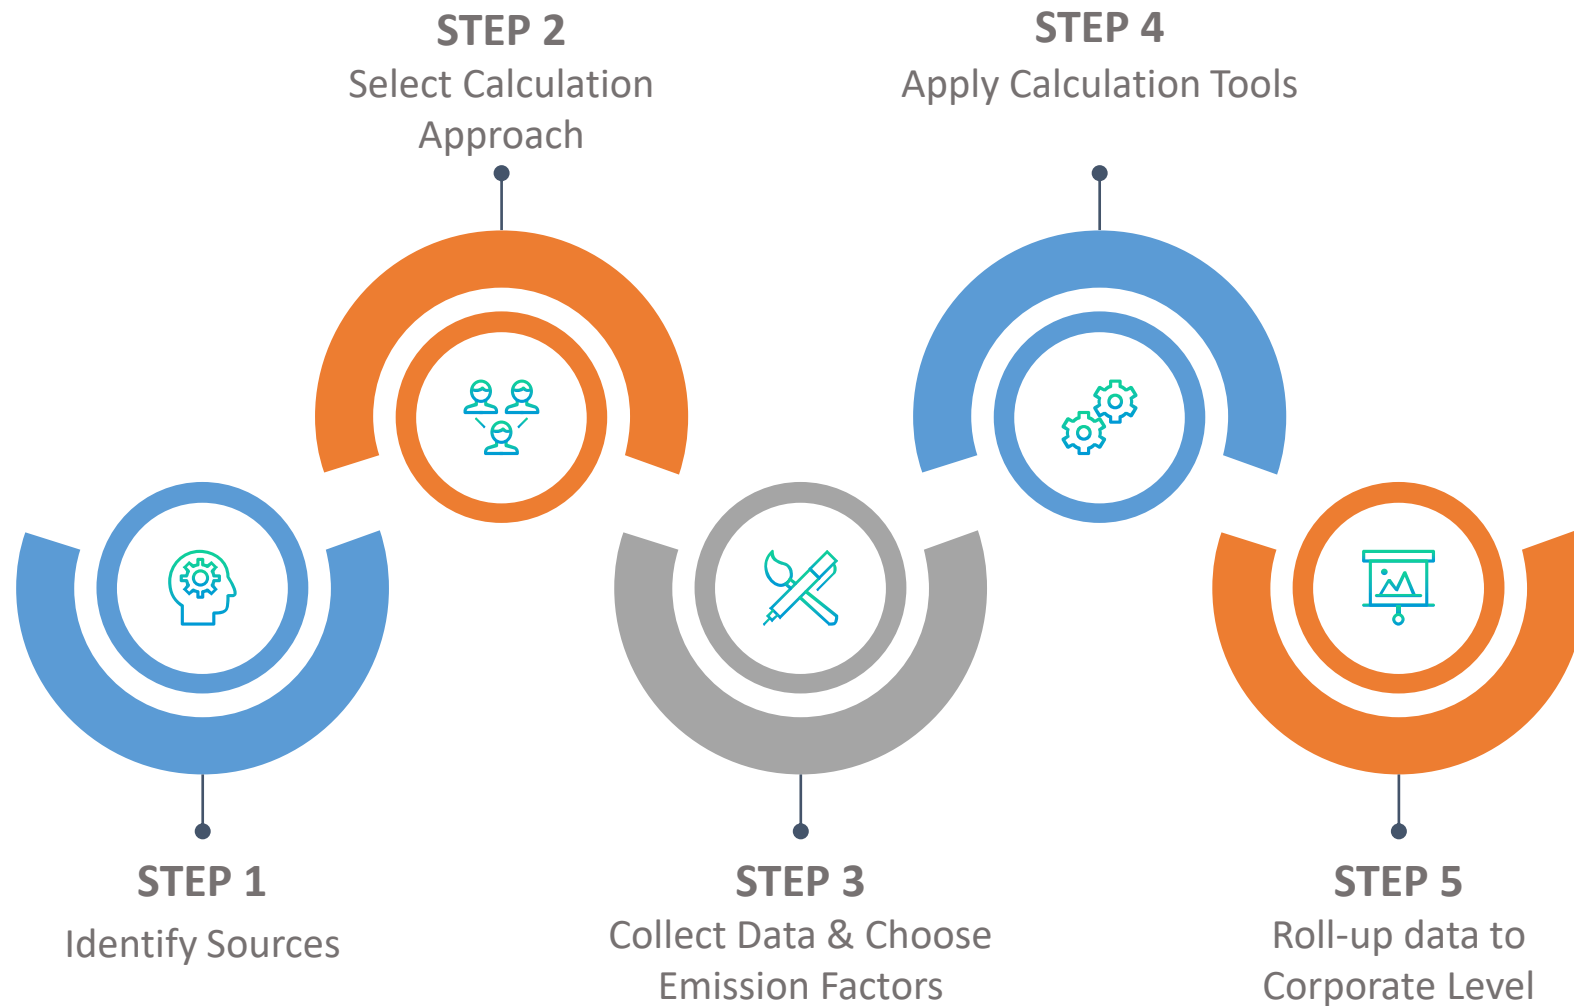 STEP 1
Identify Sources
STEP 2
Select Calculation
Approach
STEP 3
Collect Data & Choose
Emission Factors
STEP 4
Apply Calculation Tools
STEP 5
Roll-up data to
Corporate Level